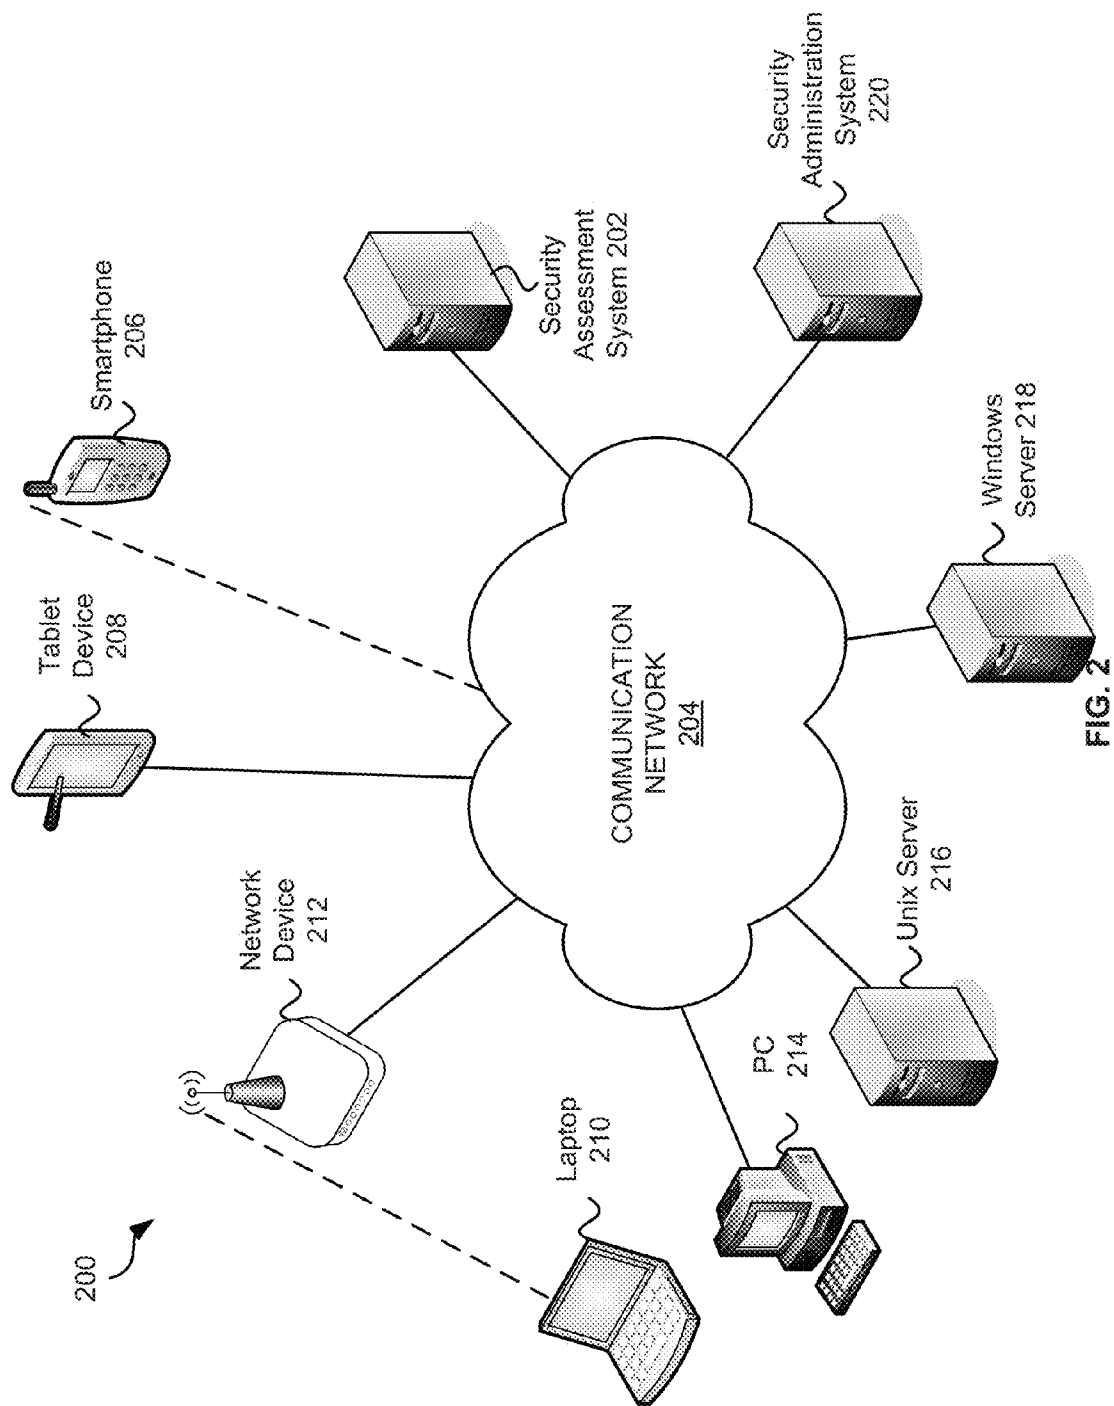 200
Laptop
210
Network
Device
212
Tablet
Device
208
Smartphone
206
PC
214
COMMUNICATION
NETWORK
204
Security
Assessment
System 202
Unix Server
216
Windows
Server 218
Security
Administration
System
220
FIG. 2